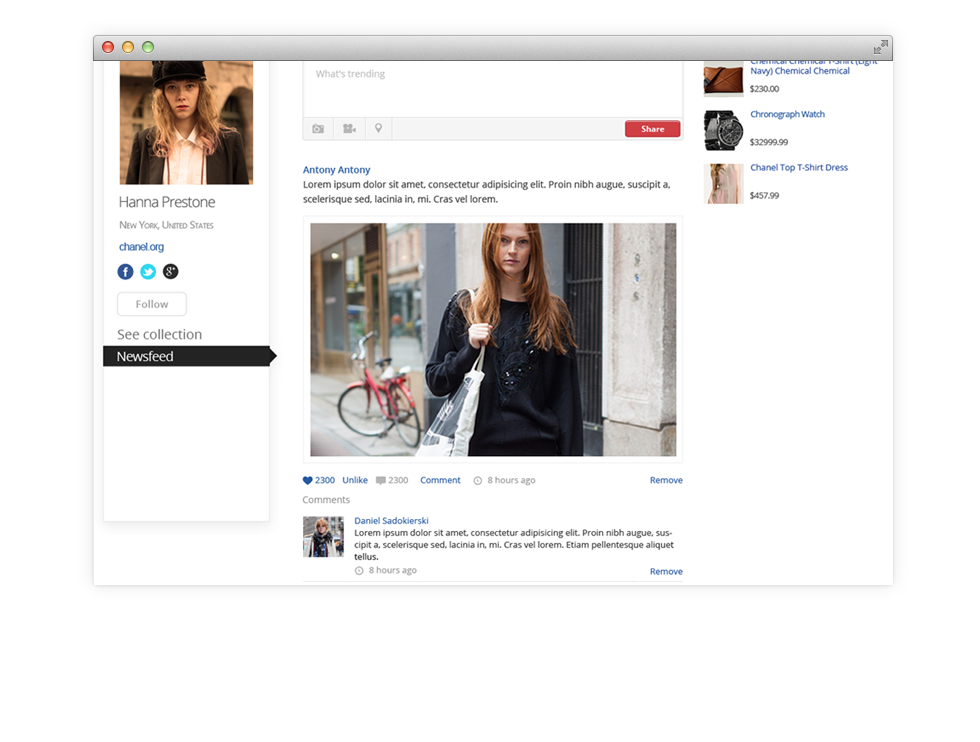 Hanna Prestone
New York, United States
chanel.org
f
g+
Follow
See collection
Newsfeed
What's trending
Share
Antony Antony
Lorem ipsum dolor sit amet, consectetur adipisicing elit. Proin nibh augue, suscipit a,
scelerisque sed, lacinia in, mi. Cras vel lorem.
2300 Unlike 2300 Comment 8 hours ago Remove
Comments
Daniel Sadokierski
Lorem ipsum dolor sit amet, consectetur adipisicing elit. Proin nibh augue, sus-
cipit a, scelerisque sed, lacinia in, mi. Cras vel lorem. Etiam pellentesque aliquet
tellus.
8 hours ago Remove
Chemical Chemical T-Shirt (Light
Navy) Chemical Chemical
$230.00
Chronograph Watch
$32999.99
Chanel Top T-Shirt Dress
$457.99